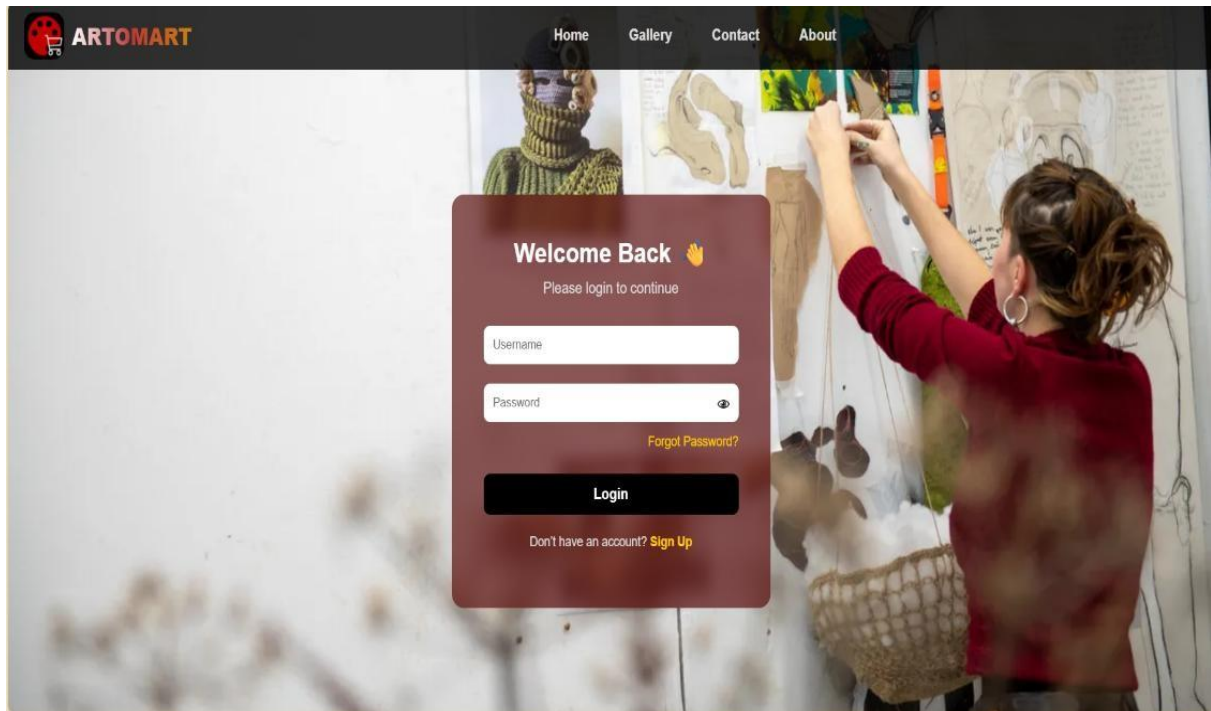 ARTOMART
Home Gallery Contact About
Welcome Back 👋
Please login to continue
Username
Password
Forgot Password?
Login
Don't have an account? Sign Up